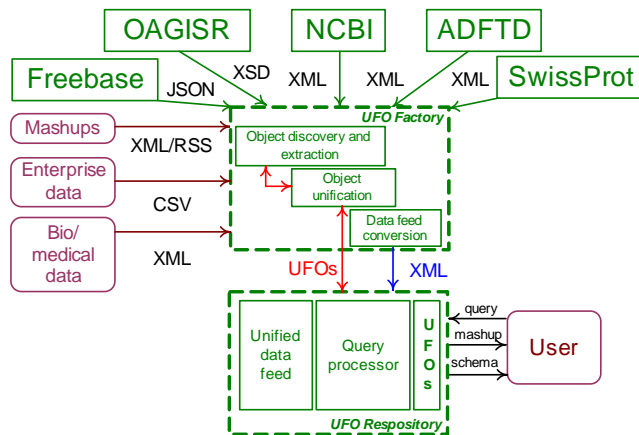 OAGISR
NCBI
ADFTD
Freebase
SwissProt
JSON
XSD
XML
XML
XML
UFO Factory
Mashups
XML/RSS
Object discovery and
extraction
Enterprise
data
CSV
Object
unification
Bio/
medical
data
XML
Data feed
conversion
UFOs
XML
Unified
data
feed
Query
processor
U
F
O
s
query
mashup
schema
User
UFO Respository